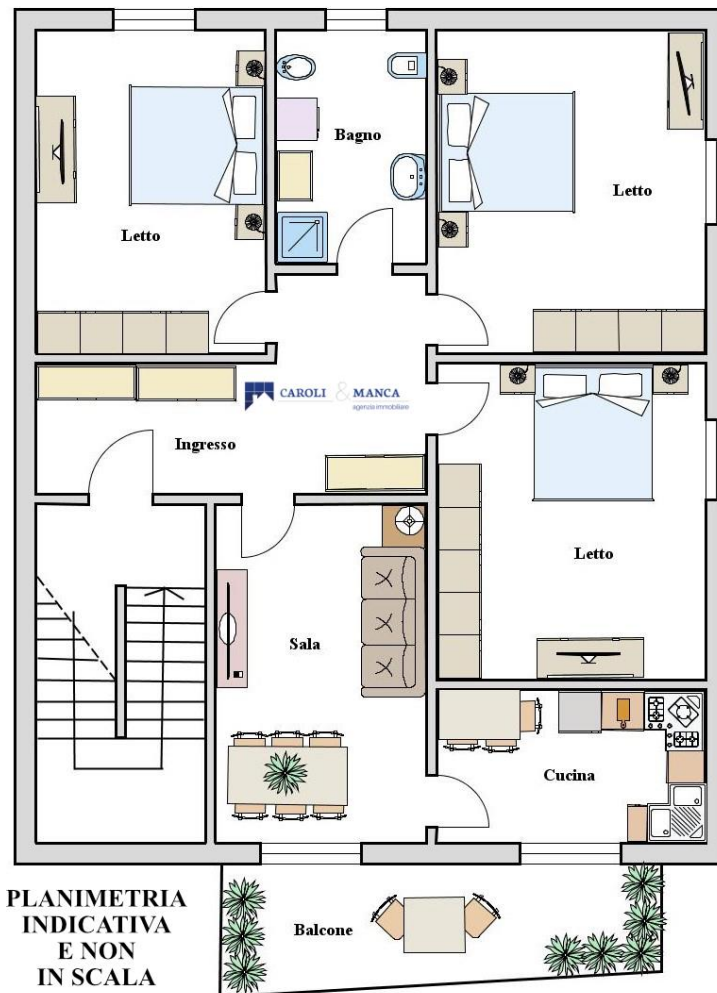 Bagno
Letto
Letto
CAROLI & MANCA
agenzia immobiliare
Ingresso
Letto
Sala
Cucina
Balcone
PLANIMETRIA
INDICATIVA
E NON
IN SCALA